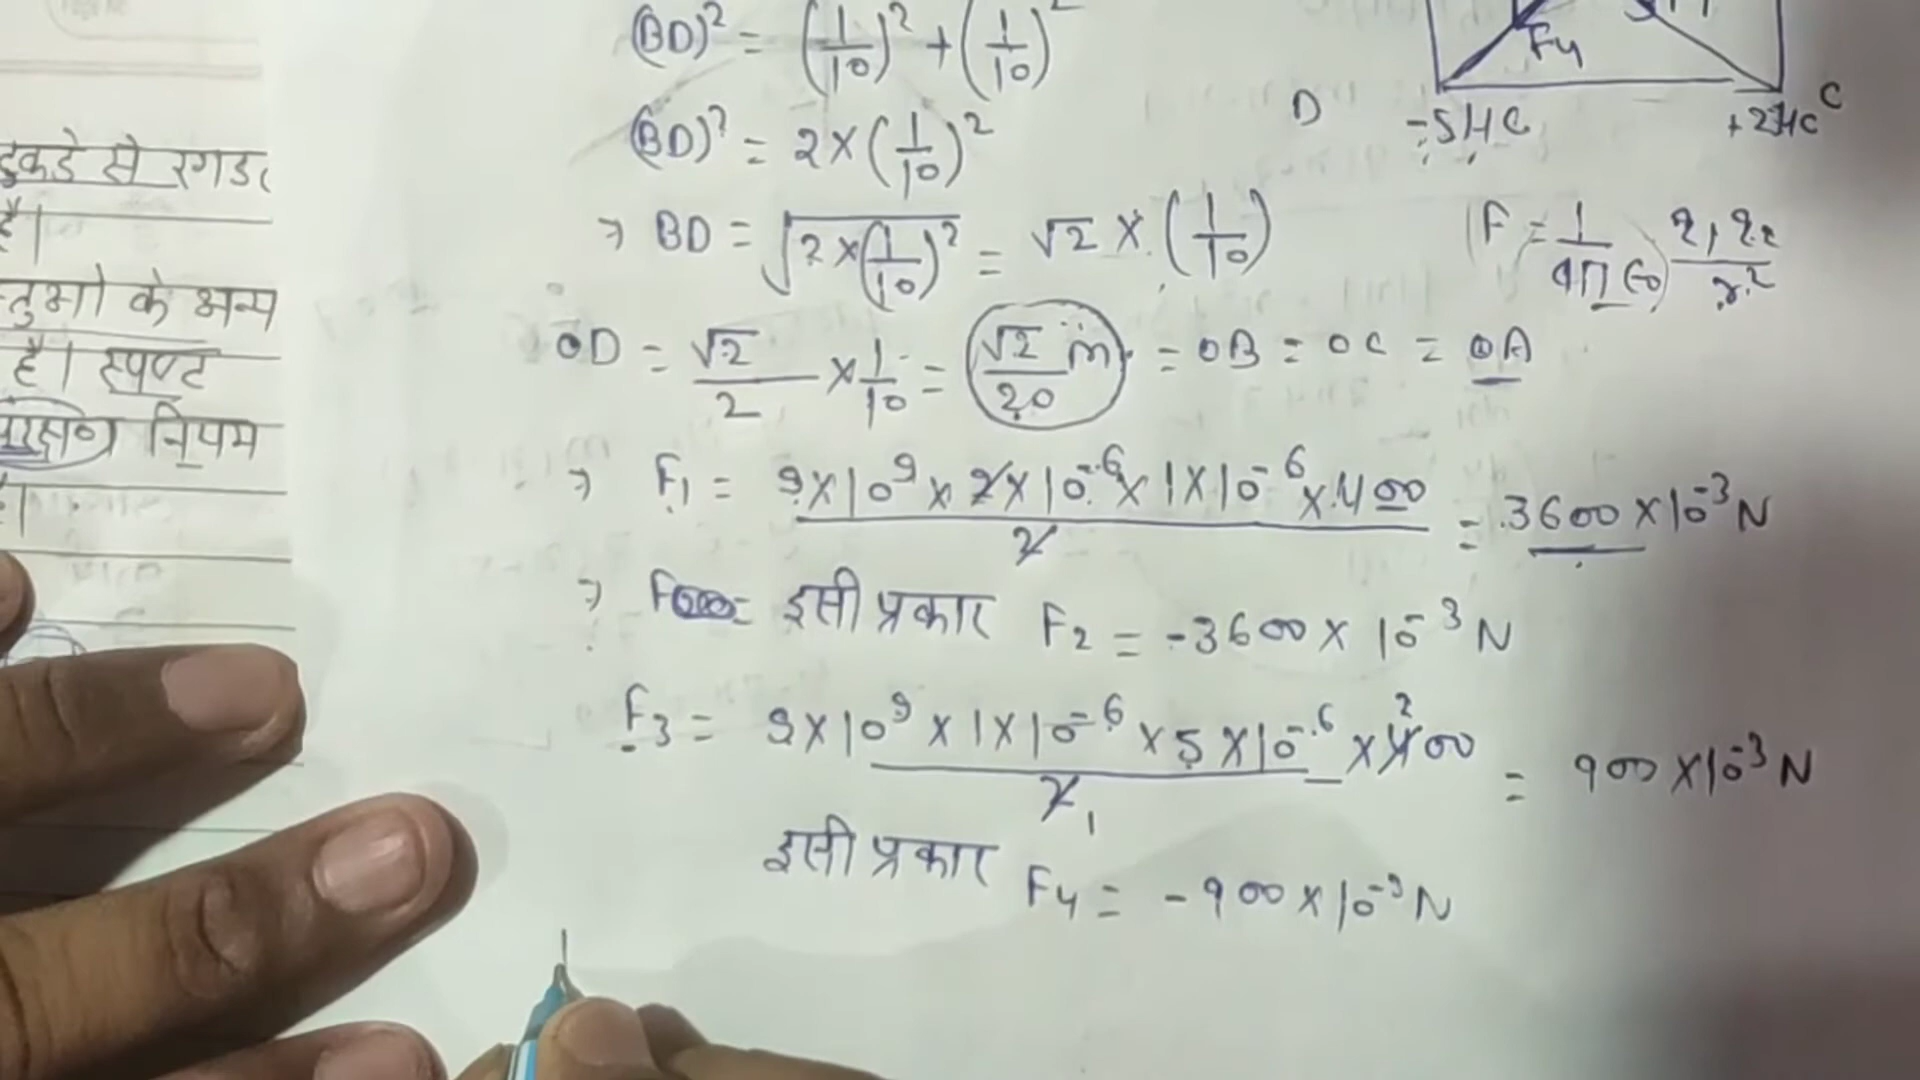 (BD)² = (1/10)² + (1/10)²
(BD)² = 2×(1/10)²
→ BD = √(2×(1/10)²) = √2 × (1/10)
OD = √2/2 × 1/10 = √2/20 m = OB = OC = OA
→ F₁ = 9×10⁹ × 2×10⁻⁶ × 1×10⁻⁶ × 400 / 2 = 3600 × 10⁻³ N
→ इसी प्रकार F₂ = -3600 × 10⁻³ N
F₃ = 9×10⁹ × 1×10⁻⁶ × 5×10⁻⁶ × 400 / 2 1 = 900 × 10⁻³ N
इसी प्रकार F₄ = -900 × 10⁻³ N
F₄
D
C
-5μC
+2μC
F = 1/4π∈₀ q₁q₂/r²
टुकडे से रगड
है।
के अन्य
है। स्पष्ट
नियम